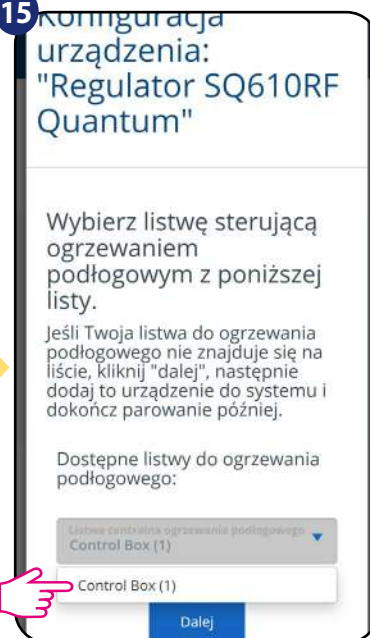 15
Konfiguracja
urządzenia:
"Regulator SQ610RF
Quantum"
Wybierz listwę sterującą
ogrzewaniem
podłogowym z poniższej
listy.
Jeśli Twoja listwa do ogrzewania
podłogowego nie znajduje się na
liście, kliknij "dalej", następnie
dodaj to urządzenie do systemu i
dokończ parowanie później.
Dostępne listwy do ogrzewania
podłogowego:
Listwa centralna ogrzewania podłogowego
Control Box (1)
Control Box (1)
Dalej